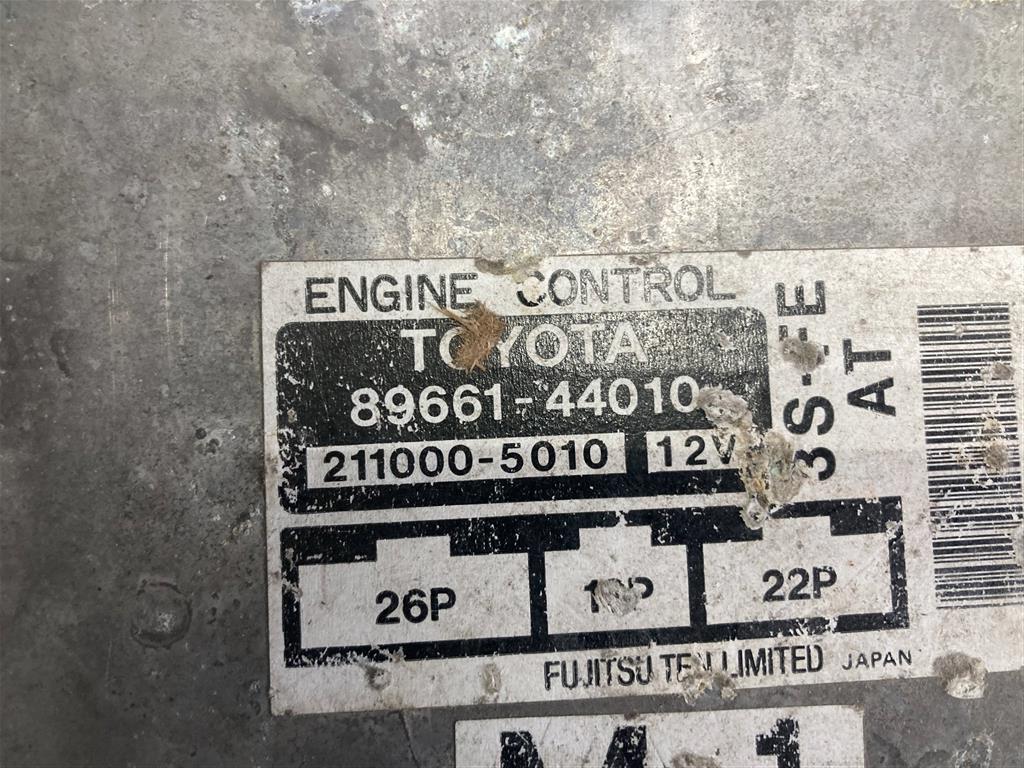 ENGINE CONTROL
TOYOTA
89661-44010
211000-5010 12V
3S-FE
AT
26P 22P
FUJITSU TEN LIMITED JAPAN